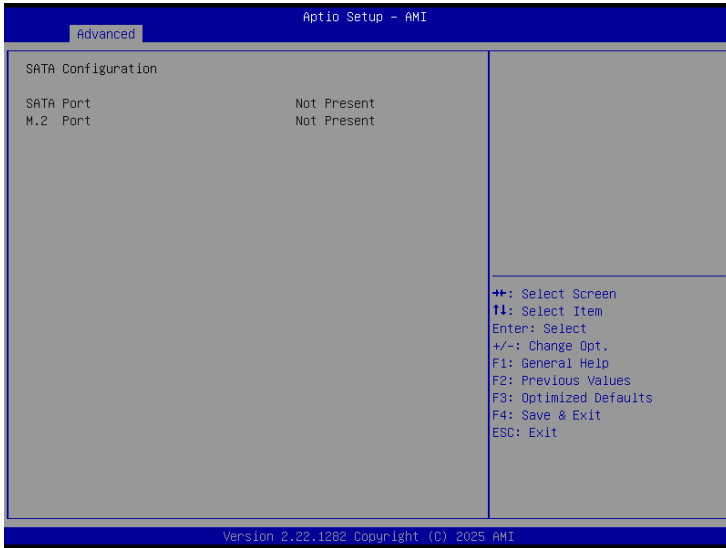 Aptio Setup – AMI
Advanced
SATA Configuration
SATA Port Not Present
M.2 Port Not Present
→←: Select Screen
↑↓: Select Item
Enter: Select
+/-: Change Opt.
F1: General Help
F2: Previous Values
F3: Optimized Defaults
F4: Save & Exit
ESC: Exit
Version 2.22.1282 Copyright (C) 2025 AMI